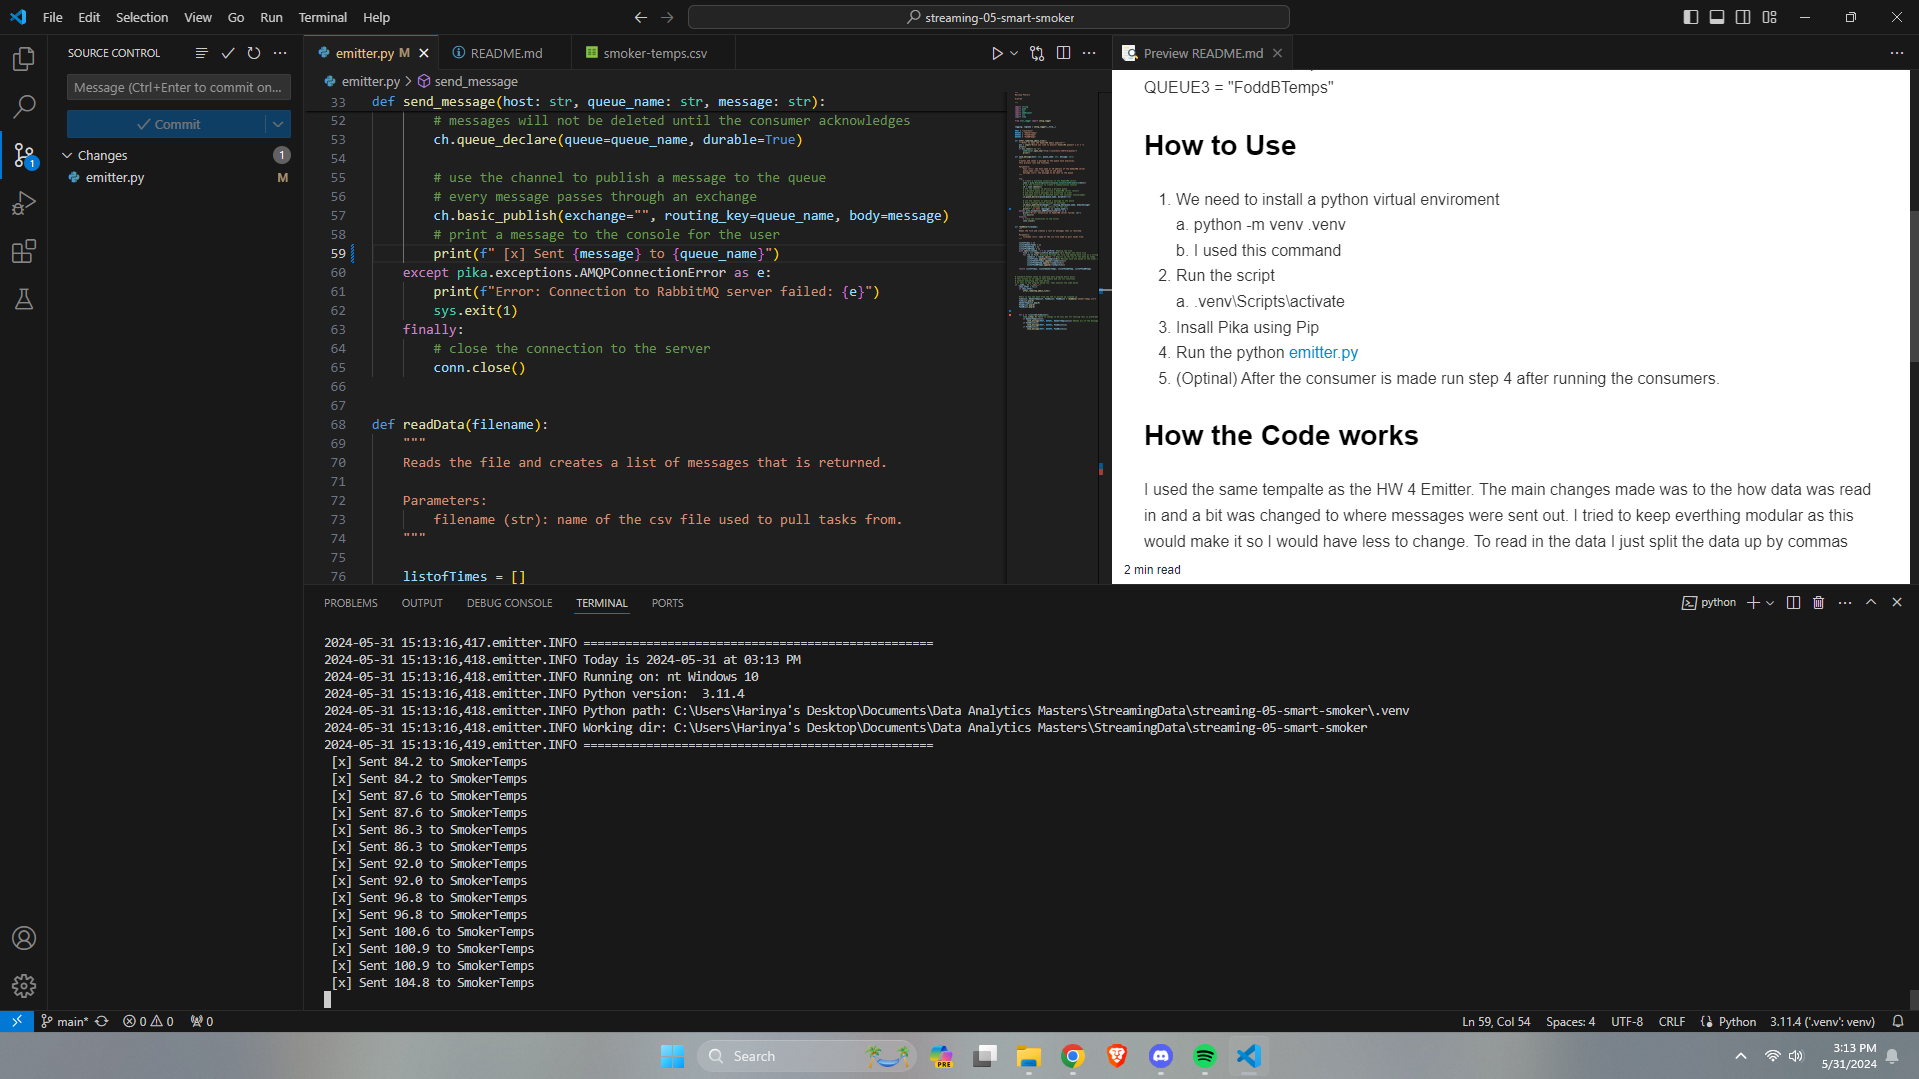 File Edit Selection View Go Run Terminal Help
streaming-05-smart-smoker
SOURCE CONTROL
Message (Ctrl+Enter to commit on...
Commit
Changes 1
emitter.py M
1
emitter.py M
README.md
smoker-temps.csv
emitter.py > send_message
33 def send_message(host: str, queue_name: str, message: str):
52 # messages will not be deleted until the consumer acknowledges
53 ch.queue_declare(queue=queue_name, durable=True)
54
55 # use the channel to publish a message to the queue
56 # every message passes through an exchange
57 ch.basic_publish(exchange="", routing_key=queue_name, body=message)
58 # print a message to the console for the user
59 print(f" [x] Sent {message} to {queue_name}")
60 except pika.exceptions.AMQPConnectionError as e:
61 print(f"Error: Connection to RabbitMQ server failed: {e}")
62 sys.exit(1)
63 finally:
64 # close the connection to the server
65 conn.close()
66
67
68 def readData(filename):
69 """
70 Reads the file and creates a list of messages that is returned.
71
72 Parameters:
73 filename (str): name of the csv file used to pull tasks from.
74 """
75
76 listofTimes = []
Preview README.md
QUEUE3 = "FoddBTemps"
How to Use
1. We need to install a python virtual enviroment
a. python -m venv .venv
b. I used this command
2. Run the script
a. .venv\Scripts\activate
3. Insall Pika using Pip
4. Run the python emitter.py
5. (Optinal) After the consumer is made run step 4 after running the consumers.
How the Code works
I used the same tempalte as the HW 4 Emitter. The main changes made was to the how data was read
in and a bit was changed to where messages were sent out. I tried to keep everthing modular as this
would make it so I would have less to change. To read in the data I just split the data up by commas
2 min read
PROBLEMS OUTPUT DEBUG CONSOLE TERMINAL PORTS
python
2024-05-31 15:13:16,417.emitter.INFO ==================================================
2024-05-31 15:13:16,418.emitter.INFO Today is 2024-05-31 at 03:13 PM
2024-05-31 15:13:16,418.emitter.INFO Running on: nt Windows 10
2024-05-31 15:13:16,418.emitter.INFO Python version:  3.11.4
2024-05-31 15:13:16,418.emitter.INFO Python path: C:\Users\Harinya's Desktop\Documents\Data Analytics Masters\StreamingData\streaming-05-smart-smoker\.venv
2024-05-31 15:13:16,418.emitter.INFO Working dir: C:\Users\Harinya's Desktop\Documents\Data Analytics Masters\StreamingData\streaming-05-smart-smoker
2024-05-31 15:13:16,419.emitter.INFO ==================================================
[x] Sent 84.2 to SmokerTemps
[x] Sent 84.2 to SmokerTemps
[x] Sent 87.6 to SmokerTemps
[x] Sent 87.6 to SmokerTemps
[x] Sent 86.3 to SmokerTemps
[x] Sent 86.3 to SmokerTemps
[x] Sent 92.0 to SmokerTemps
[x] Sent 92.0 to SmokerTemps
[x] Sent 96.8 to SmokerTemps
[x] Sent 96.8 to SmokerTemps
[x] Sent 100.6 to SmokerTemps
[x] Sent 100.9 to SmokerTemps
[x] Sent 100.9 to SmokerTemps
[x] Sent 104.8 to SmokerTemps
main* 0 0 0
Ln 59, Col 54 Spaces: 4 UTF-8 CRLF Python 3.11.4 ('.venv': venv)
Search
PRE
3:13 PM
5/31/2024